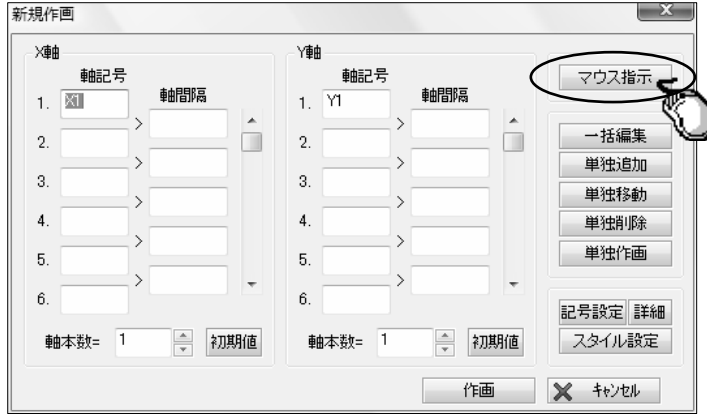 新規作画
X軸
軸記号
軸間隔
1. X1
>
2.
>
3.
>
4.
>
5.
>
6.
軸本数= 1
初期値
Y軸
軸記号
軸間隔
1. Y1
>
2.
>
3.
>
4.
>
5.
>
6.
軸本数= 1
初期値
マウス指示
一括編集
単独追加
単独移動
単独削除
単独作画
記号設定 詳細
スタイル設定
作画
キャンセル